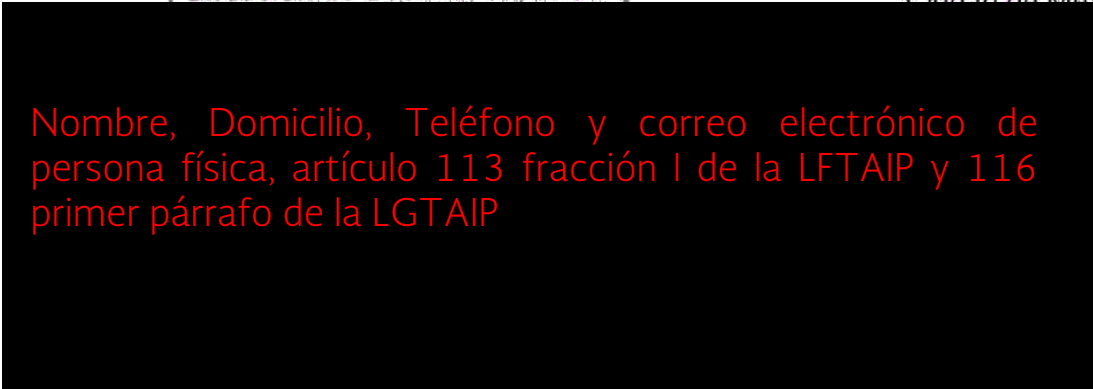 Nombre, Domicilio, Teléfono y correo electrónico de
persona física, artículo 113 fracción I de la LFTAIP y 116
primer párrafo de la LGTAIP